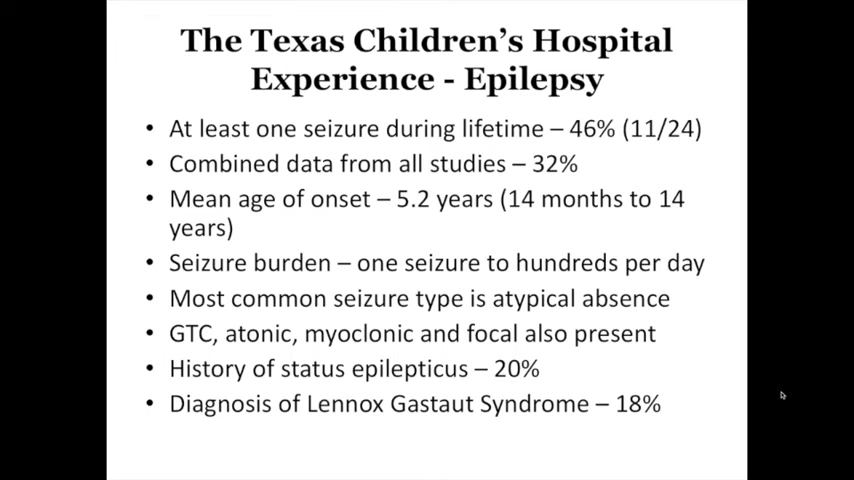 The Texas Children’s Hospital
Experience - Epilepsy
• At least one seizure during lifetime – 46% (11/24)
• Combined data from all studies – 32%
• Mean age of onset – 5.2 years (14 months to 14
years)
• Seizure burden – one seizure to hundreds per day
• Most common seizure type is atypical absence
• GTC, atonic, myoclonic and focal also present
• History of status epilepticus – 20%
• Diagnosis of Lennox Gastaut Syndrome – 18%